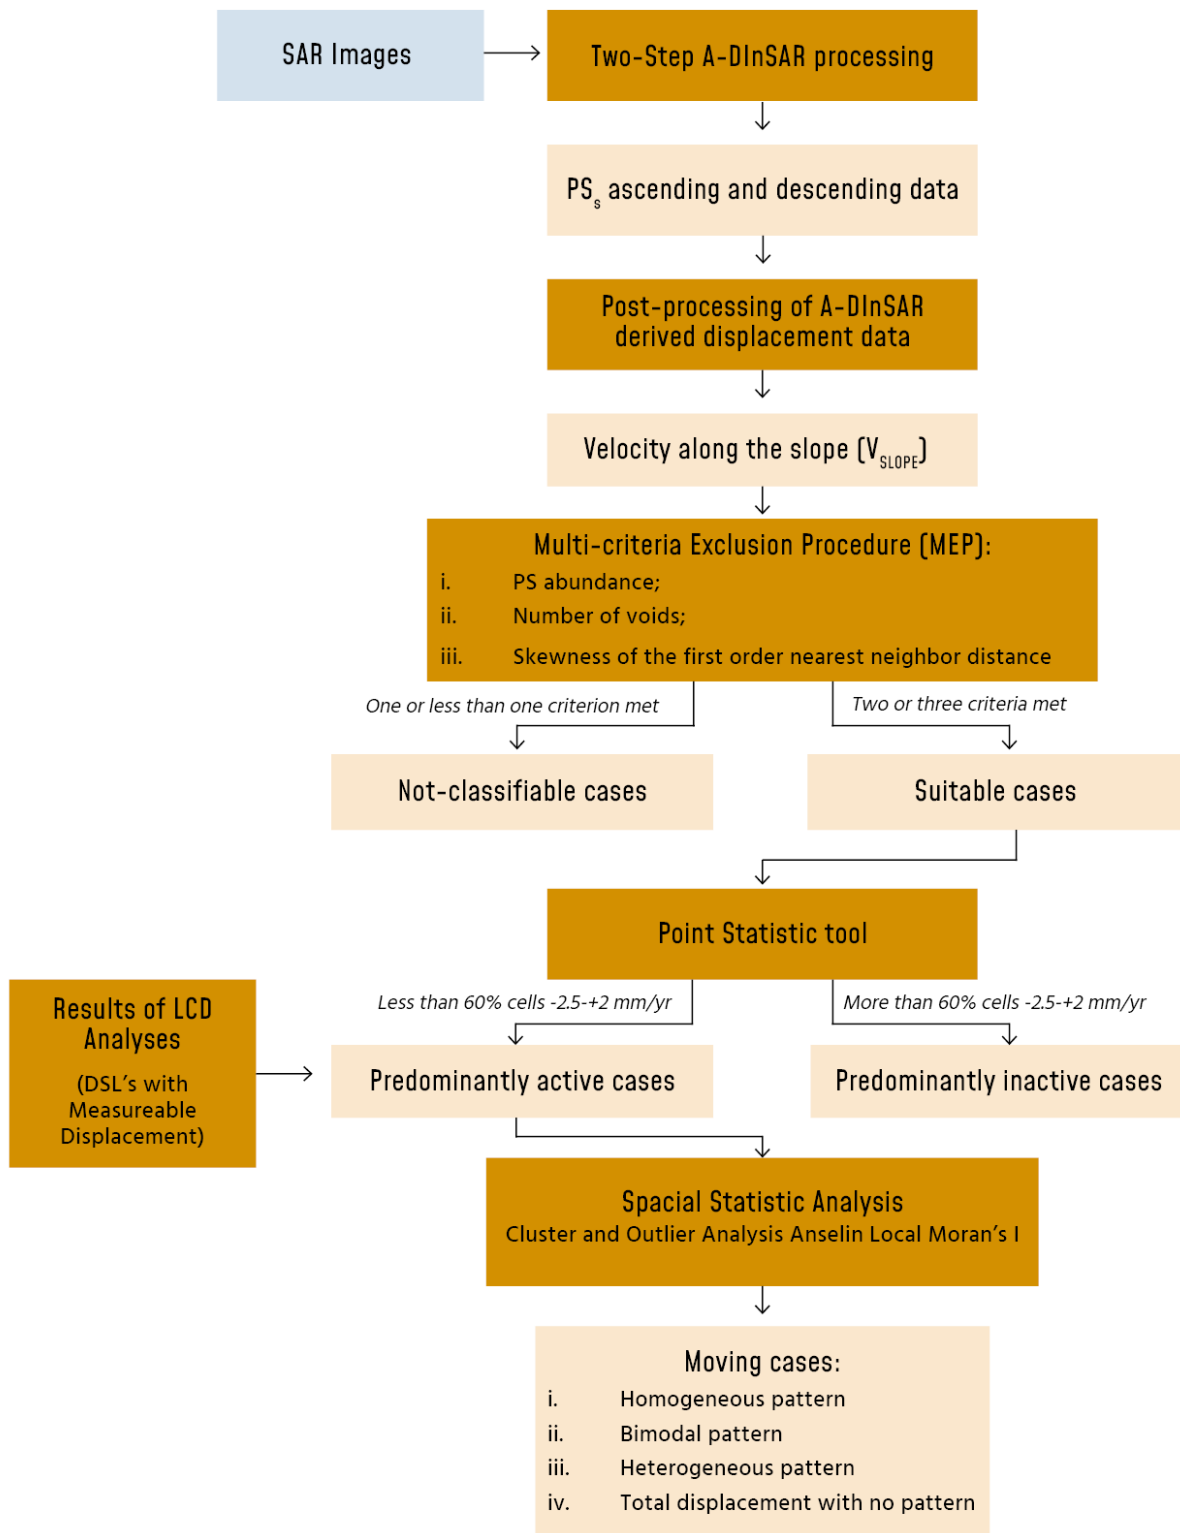 SAR Images
Two-Step A-DInSAR processing
PSs ascending and descending data
Post-processing of A-DInSAR
derived displacement data
Velocity along the slope (VSLOPE)
Multi-criteria Exclusion Procedure (MEP):
i. PS abundance;
ii. Number of voids;
iii. Skewness of the first order nearest neighbor distance
One or less than one criterion met
Two or three criteria met
Not-classifiable cases
Suitable cases
Point Statistic tool
Less than 60% cells -2.5-+2 mm/yr
More than 60% cells -2.5-+2 mm/yr
Results of LCD
Analyses
(DSL's with
Measureable
Displacement)
Predominantly active cases
Predominantly inactive cases
Spacial Statistic Analysis
Cluster and Outlier Analysis Anselin Local Moran's I
Moving cases:
i. Homogeneous pattern
ii. Bimodal pattern
iii. Heterogeneous pattern
iv. Total displacement with no pattern